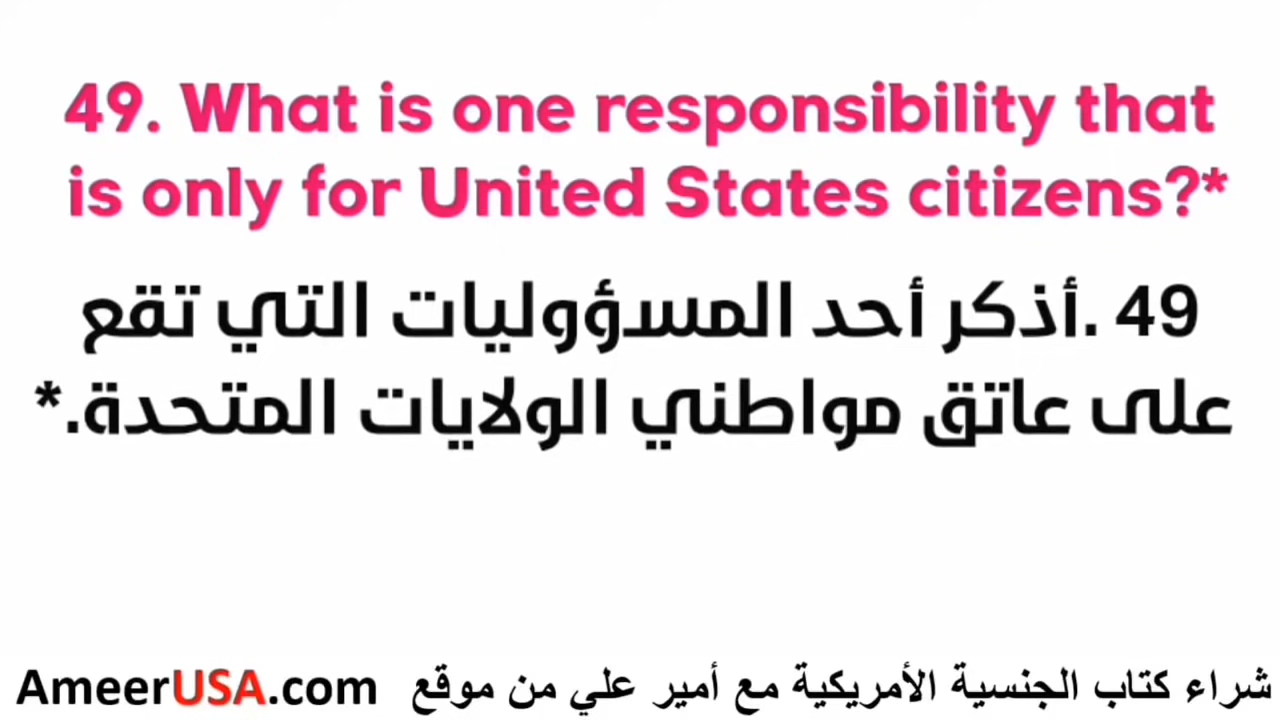 49. What is one responsibility that
is only for United States citizens?*
49 .أذكر أحد المسؤوليات التي تقع
على عاتق مواطني الولايات المتحدة.*
شراء كتاب الجنسية الأمريكية مع أمير علي من موقع AmeerUSA.com